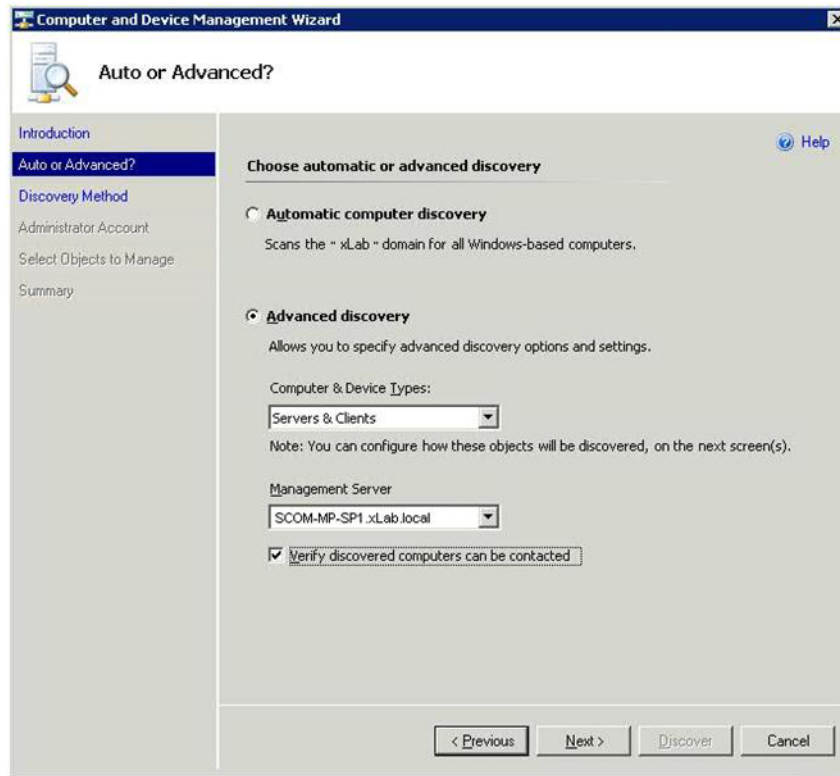 Computer and Device Management Wizard
Auto or Advanced?
Introduction
Auto or Advanced?
Discovery Method
Administrator Account
Select Objects to Manage
Summary
Help
Choose automatic or advanced discovery
Automatic computer discovery
Scans the " xLab " domain for all Windows-based computers.
Advanced discovery
Allows you to specify advanced discovery options and settings.
Computer & Device Types:
Servers & Clients
Note: You can configure how these objects will be discovered, on the next screen(s).
Management Server
SCOM-MP-SP1.xLab.local
Verify discovered computers can be contacted
< Previous
Next >
Discover
Cancel